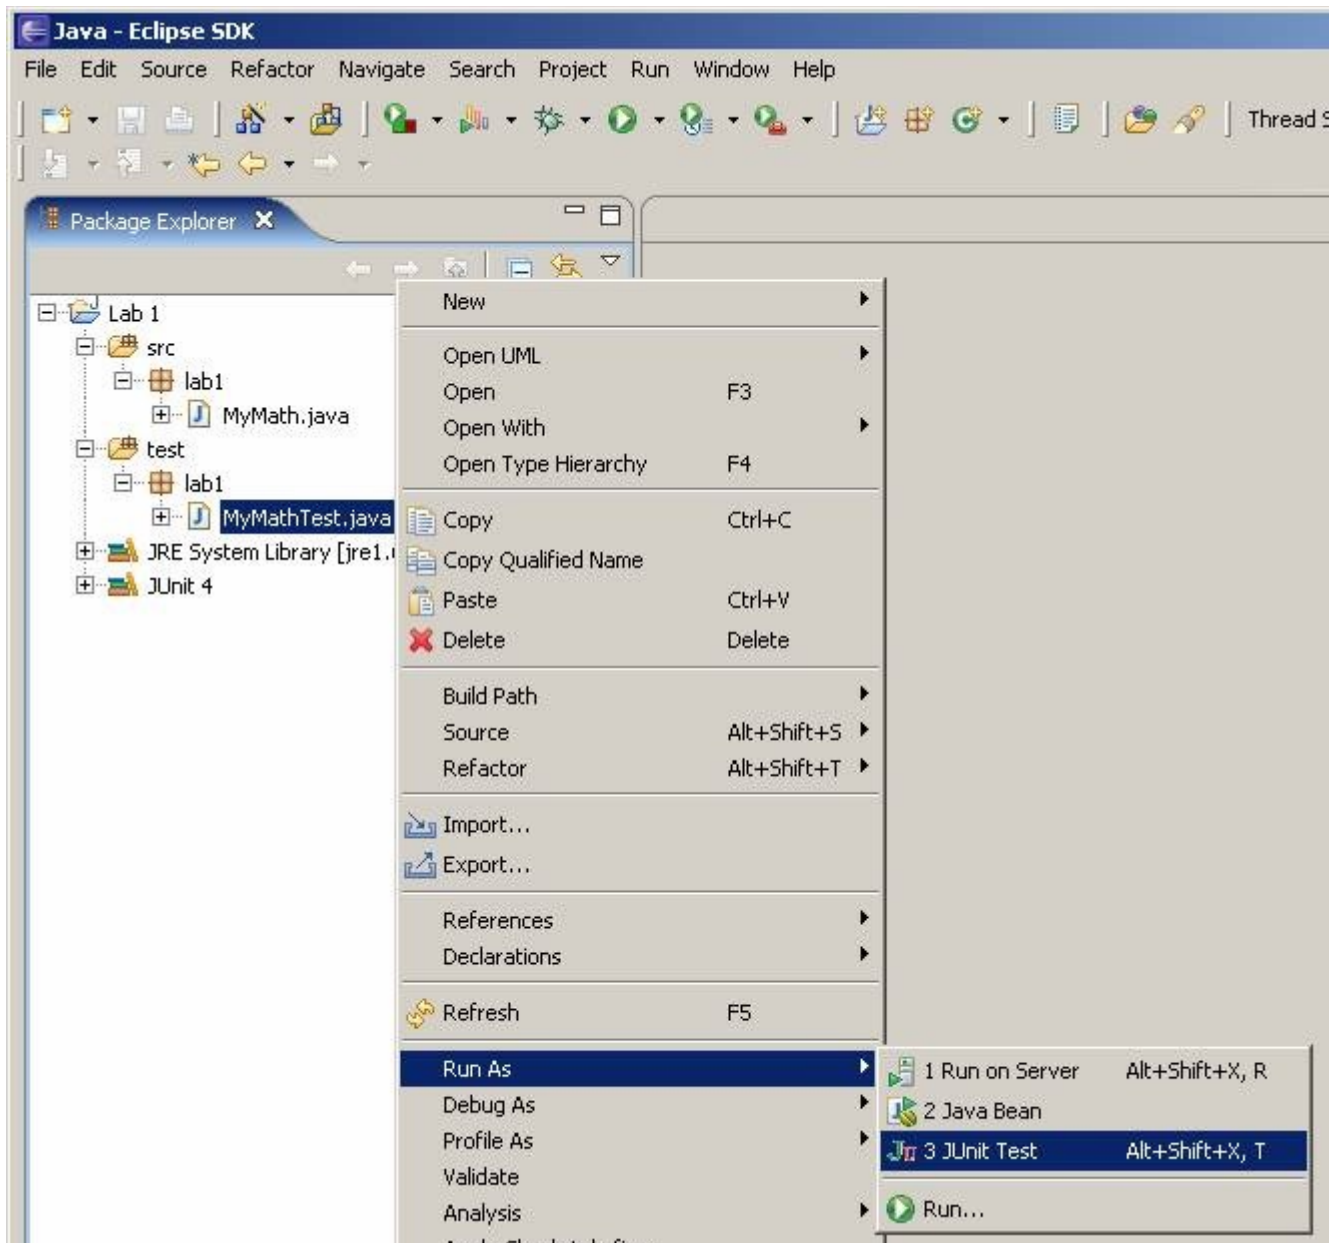 Java - Eclipse SDK
File Edit Source Refactor Navigate Search Project Run Window Help
Thread S
Package Explorer
Lab 1
src
lab1
MyMath.java
test
lab1
MyMathTest.java
JRE System Library [jre1.
JUnit 4
New
Open UML
Open F3
Open With
Open Type Hierarchy F4
Copy Ctrl+C
Copy Qualified Name
Paste Ctrl+V
Delete Delete
Build Path
Source Alt+Shift+S
Refactor Alt+Shift+T
Import...
Export...
References
Declarations
Refresh F5
Run As
Debug As
Profile As
Validate
Analysis
1 Run on Server Alt+Shift+X, R
2 Java Bean
3 JUnit Test Alt+Shift+X, T
Run...